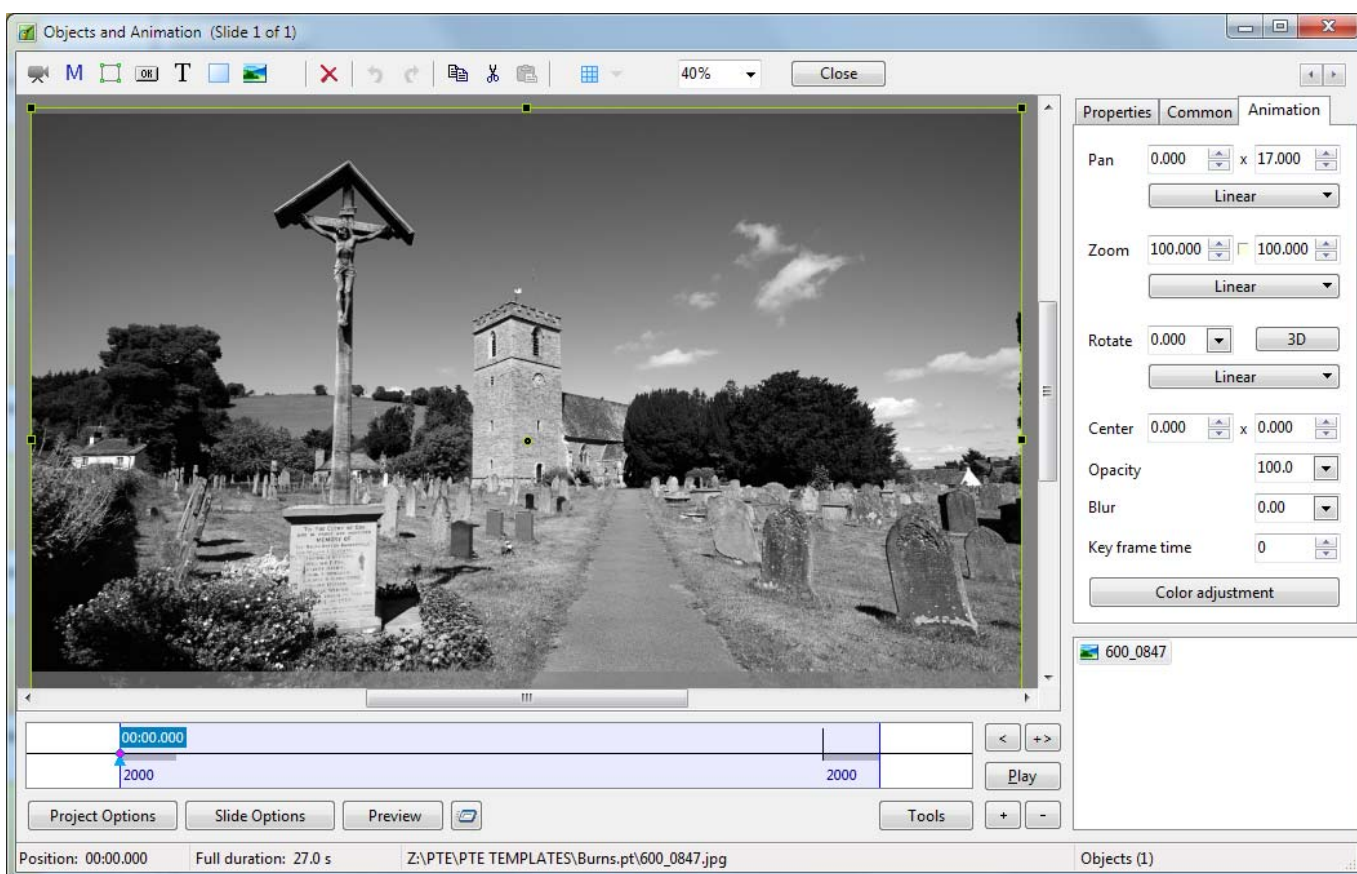 Objects and Animation (Slide 1 of 1)
M OK T 40% Close
Properties Common Animation
Pan 0.000 x 17.000
Linear
Zoom 100.000 100.000
Linear
Rotate 0.000 3D
Linear
Center 0.000 x 0.000
Opacity 100.0
Blur 0.00
Key frame time 0
Color adjustment
600_0847
MEMORY OF
00:00.000
2000 2000
< +>
Play
Project Options Slide Options Preview Tools + -
Position: 00:00.000 Full duration: 27.0 s Z:\PTE\PTE TEMPLATES\Burns.pt\600_0847.jpg Objects (1)